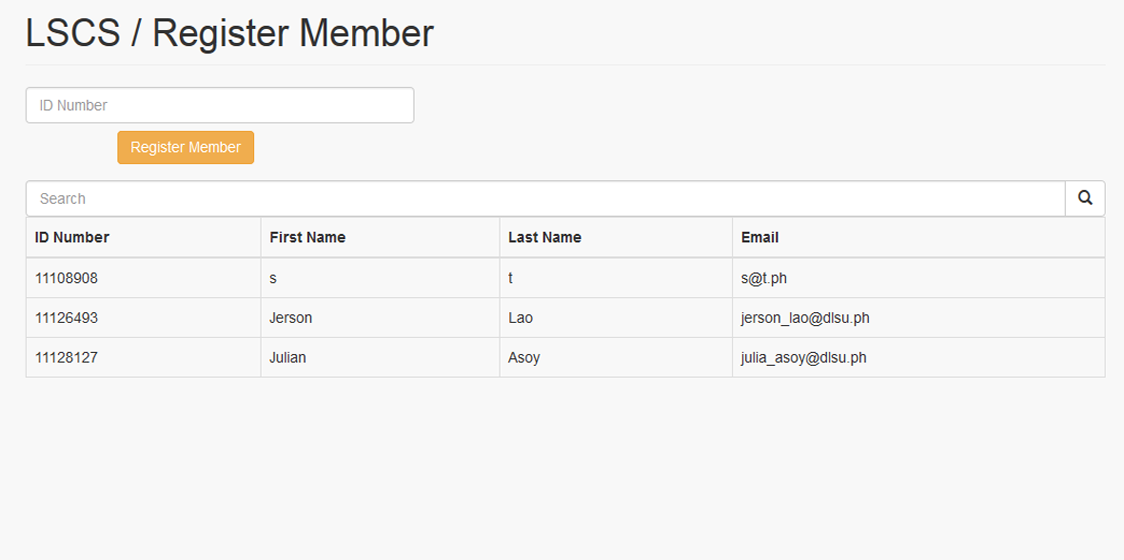 LSCS / Register Member
ID Number
Register Member
Search
ID Number First Name Last Name Email
11108908 s t s@t.ph
11126493 Jerson Lao jerson_lao@dlsu.ph
11128127 Julian Asoy julia_asoy@dlsu.ph